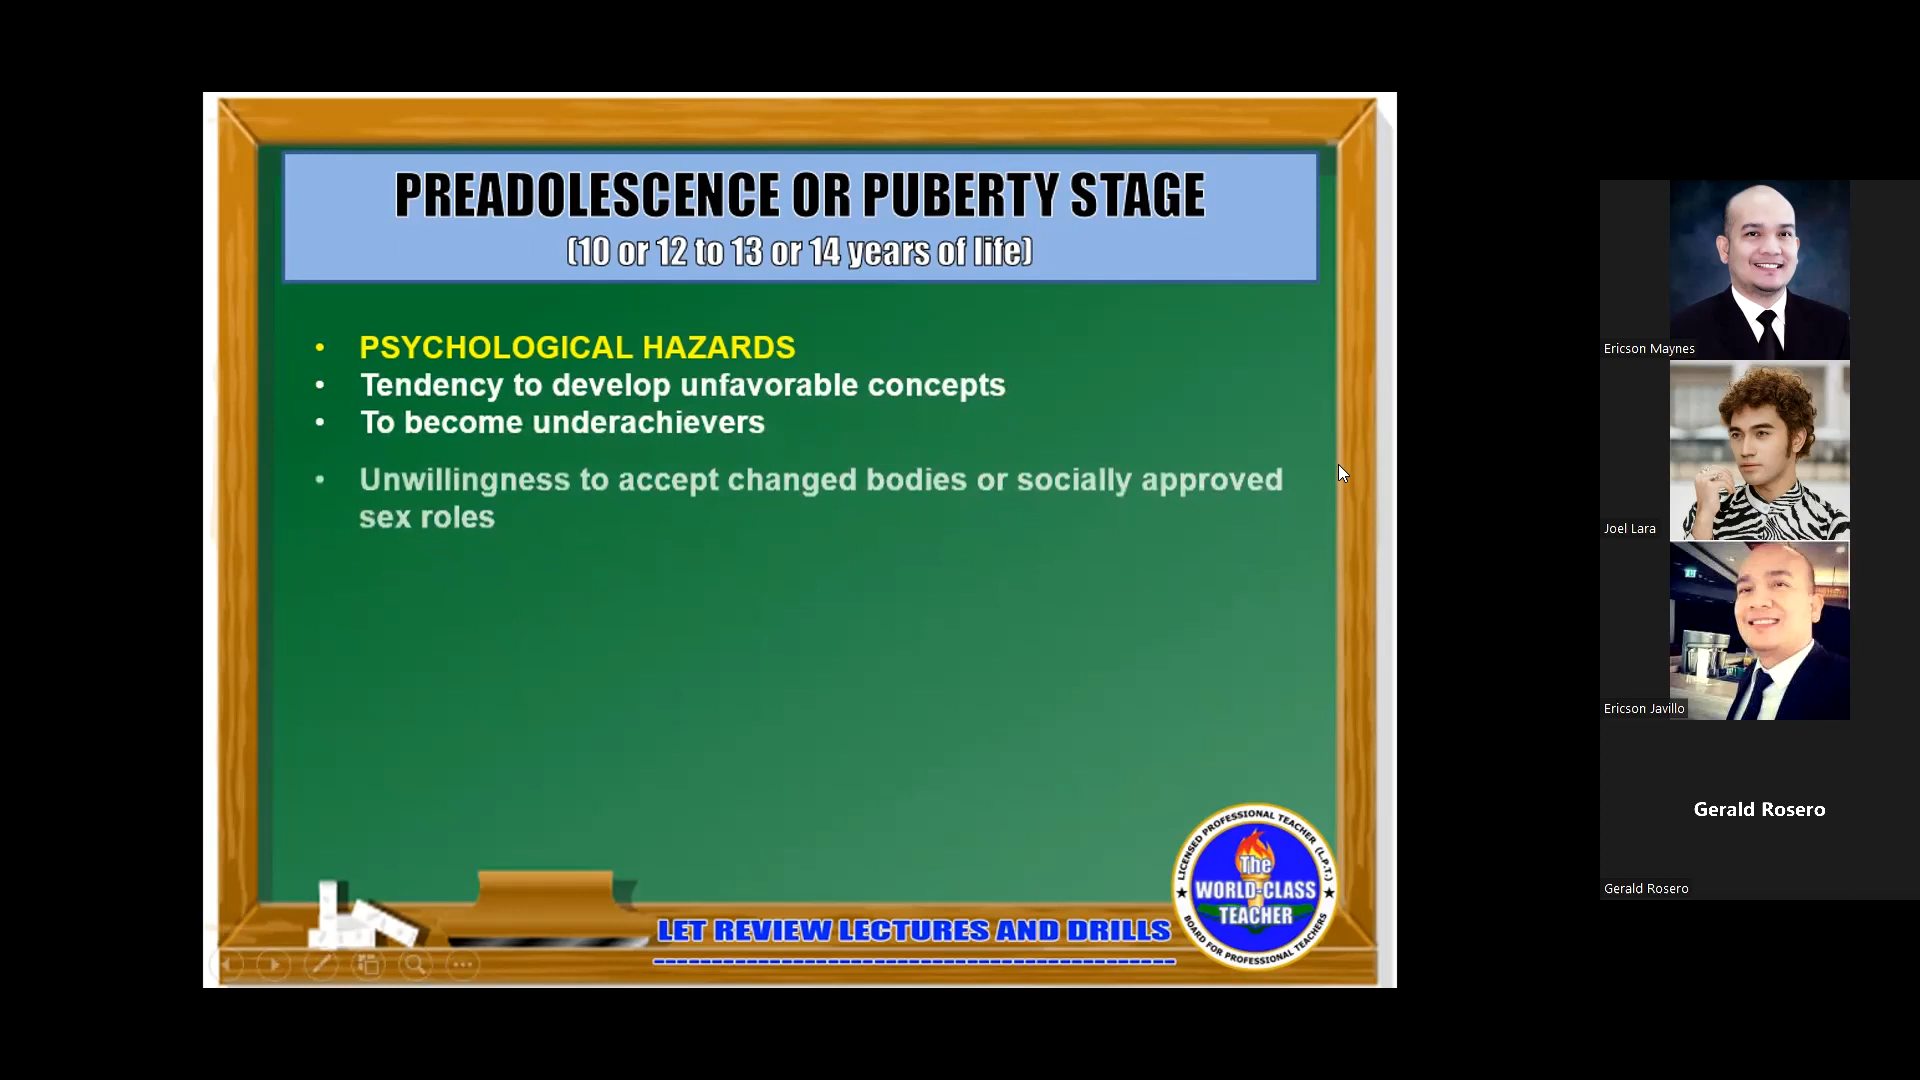 PREADOLESCENCE OR PUBERTY STAGE
(10 or 12 to 13 or 14 years of life)
• PSYCHOLOGICAL HAZARDS
• Tendency to develop unfavorable concepts
• To become underachievers
• Unwillingness to accept changed bodies or socially approved
sex roles
LICENSED PROFESSIONAL TEACHER (L.P.T.)
The
WORLD-CLASS
TEACHER
BOARD FOR PROFESSIONAL TEACHERS
LET REVIEW LECTURES AND DRILLS
Ericson Maynes
Joel Lara
Ericson Javillo
Gerald Rosero
Gerald Rosero